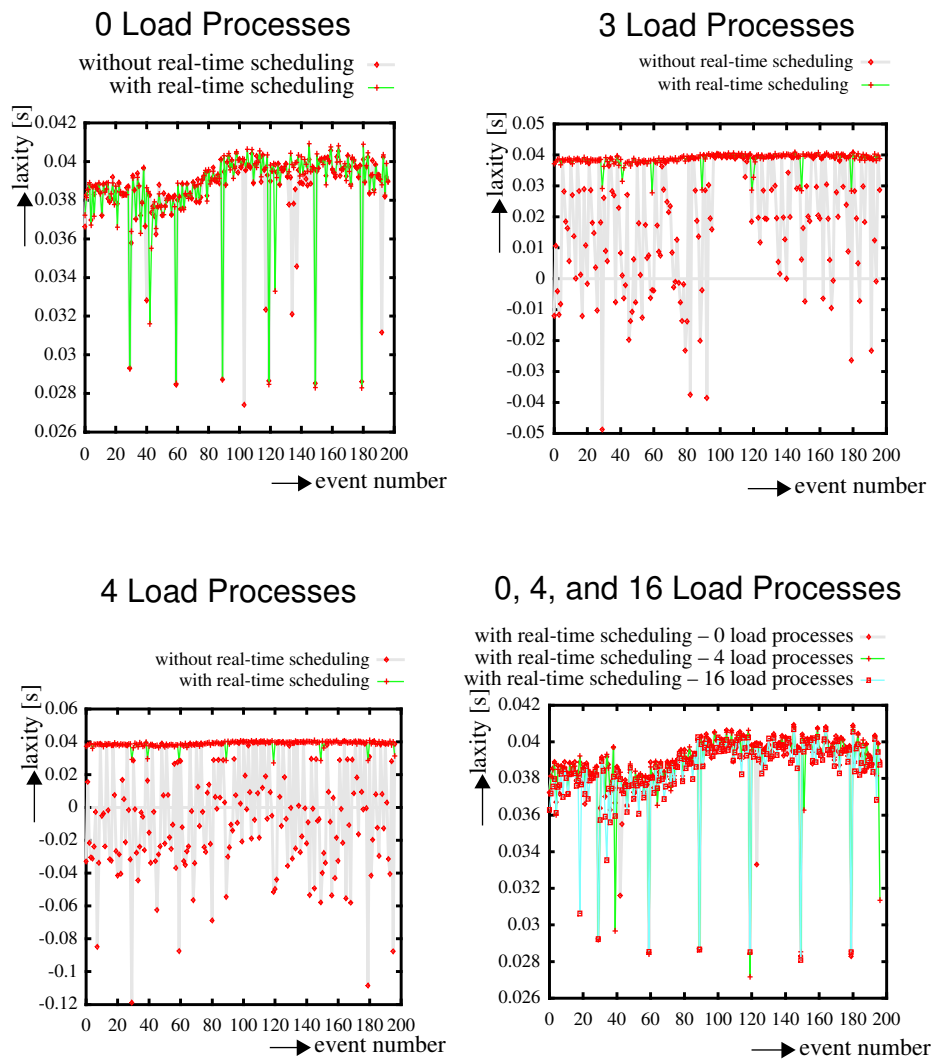 0 Load Processes
without real-time scheduling
with real-time scheduling
laxity [s]
0.042
0.04
0.038
0.036
0.034
0.032
0.03
0.028
0.026
0 20 40 60 80 100 120 140 160 180 200
event number
3 Load Processes
without real-time scheduling
with real-time scheduling
laxity [s]
0.05
0.04
0.03
0.02
0.01
0
-0.01
-0.02
-0.03
-0.04
-0.05
0 20 40 60 80 100 120 140 160 180 200
event number
4 Load Processes
without real-time scheduling
with real-time scheduling
laxity [s]
0.06
0.04
0.02
0
-0.02
-0.04
-0.06
-0.08
-0.1
-0.12
0 20 40 60 80 100 120 140 160 180 200
event number
0, 4, and 16 Load Processes
with real-time scheduling – 0 load processes
with real-time scheduling – 4 load processes
with real-time scheduling – 16 load processes
laxity [s]
0.042
0.04
0.038
0.036
0.034
0.032
0.03
0.028
0.026
0 20 40 60 80 100 120 140 160 180 200
event number